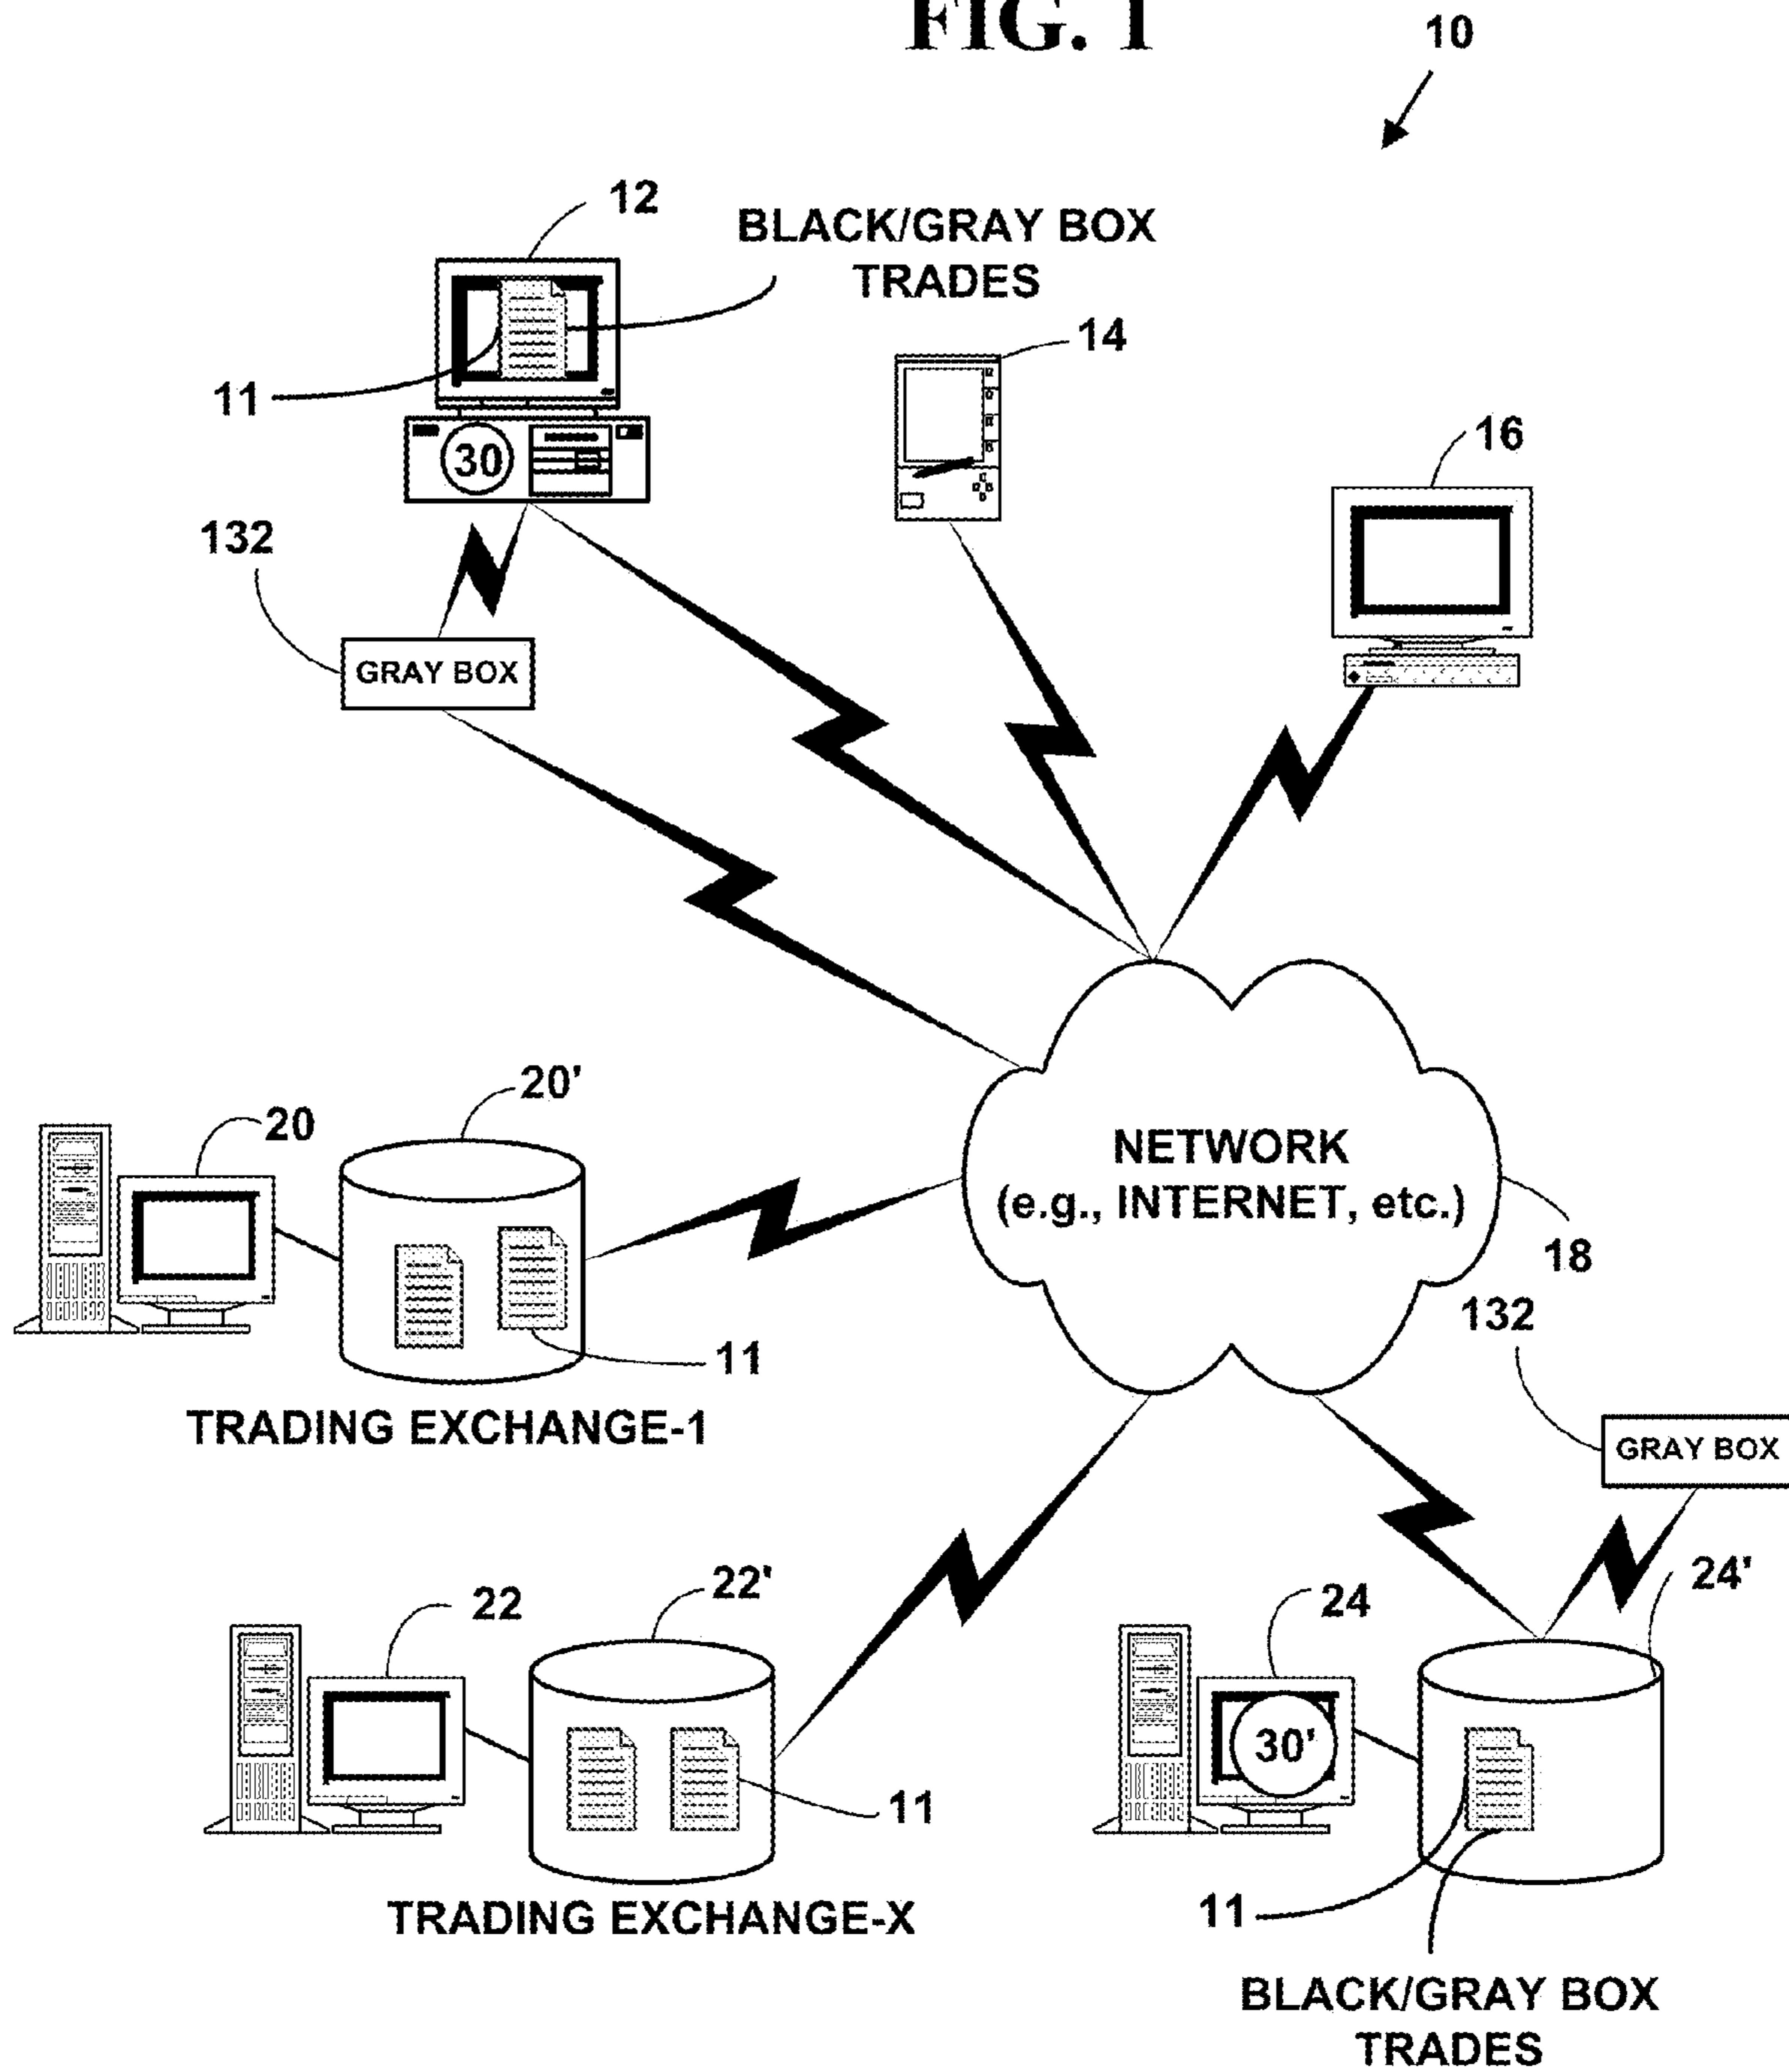 FIG. 1
10
12
BLACK/GRAY BOX
TRADES
14
11
16
30
132
GRAY BOX
20'
20
NETWORK
(e.g., INTERNET, etc.)
18
132
11
TRADING EXCHANGE-1
GRAY BOX
24'
22'
22
24
30'
11
11
TRADING EXCHANGE-X
BLACK/GRAY BOX
TRADES